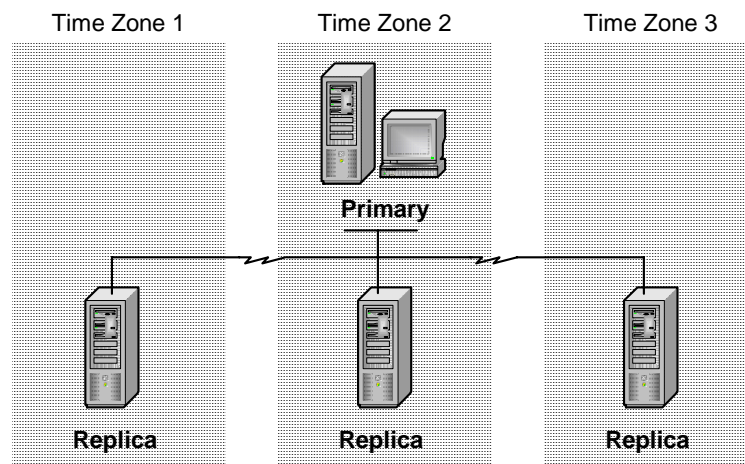 Time Zone 1
Time Zone 2
Time Zone 3
Primary
Replica
Replica
Replica